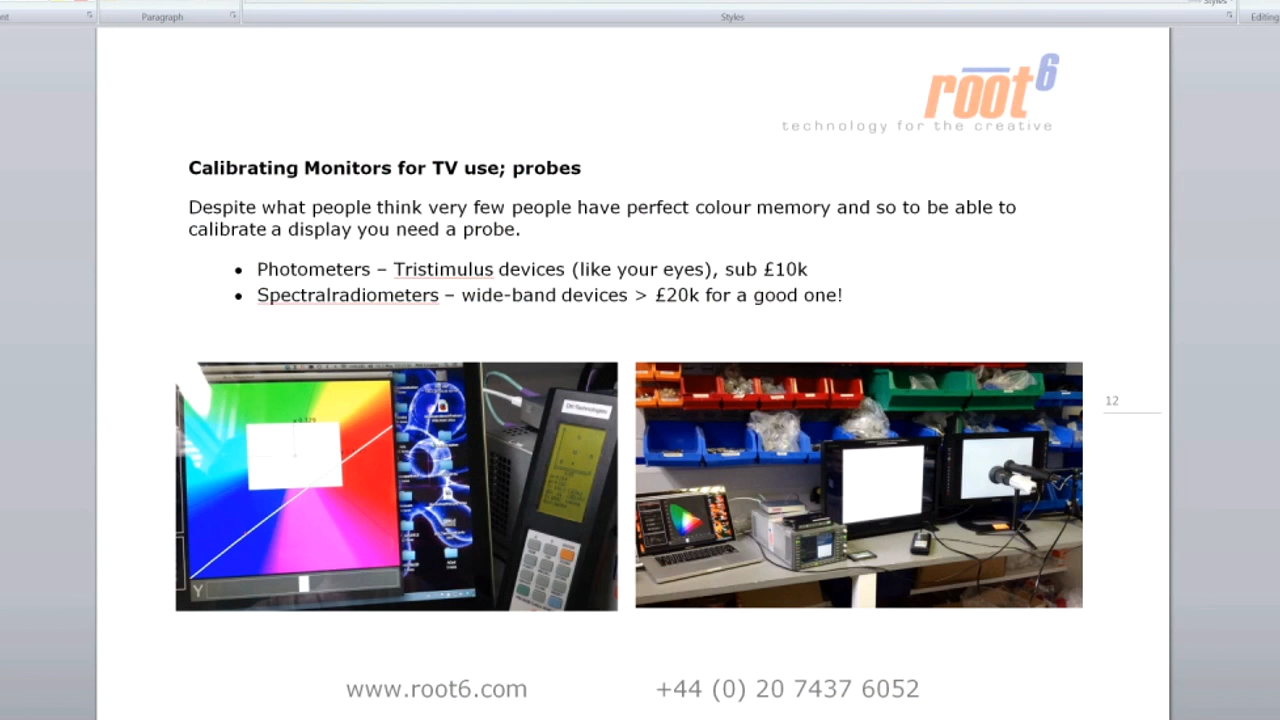 Paragraph
Styles
Styles
Editing
root6
technology for the creative
Calibrating Monitors for TV use; probes
Despite what people think very few people have perfect colour memory and so to be able to
calibrate a display you need a probe.
• Photometers – Tristimulus devices (like your eyes), sub £10k
• Spectralradiometers – wide-band devices > £20k for a good one!
12
Y
www.root6.com
+44 (0) 20 7437 6052